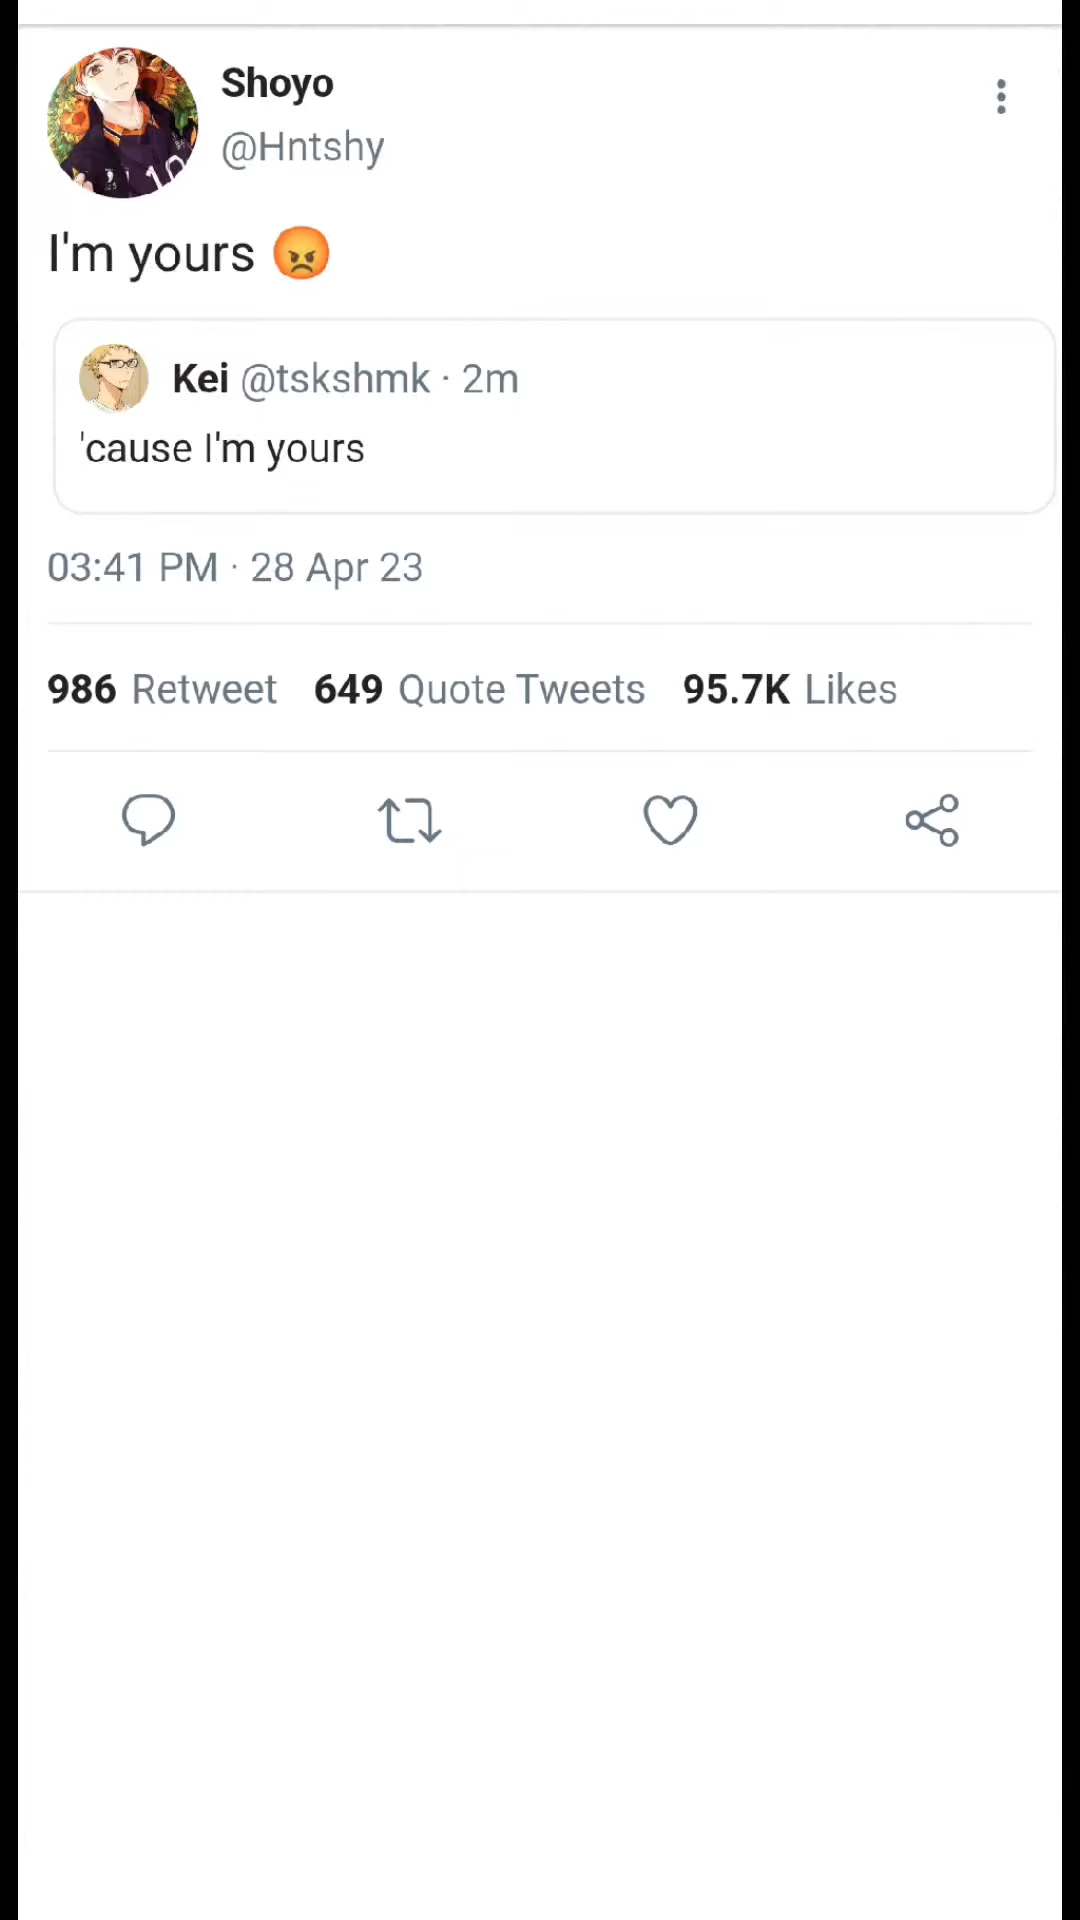 Shoyo
@Hntshy
I'm yours 😡
Kei @tskshmk · 2m
'cause I'm yours
03:41 PM · 28 Apr 23
986 Retweet 649 Quote Tweets 95.7K Likes